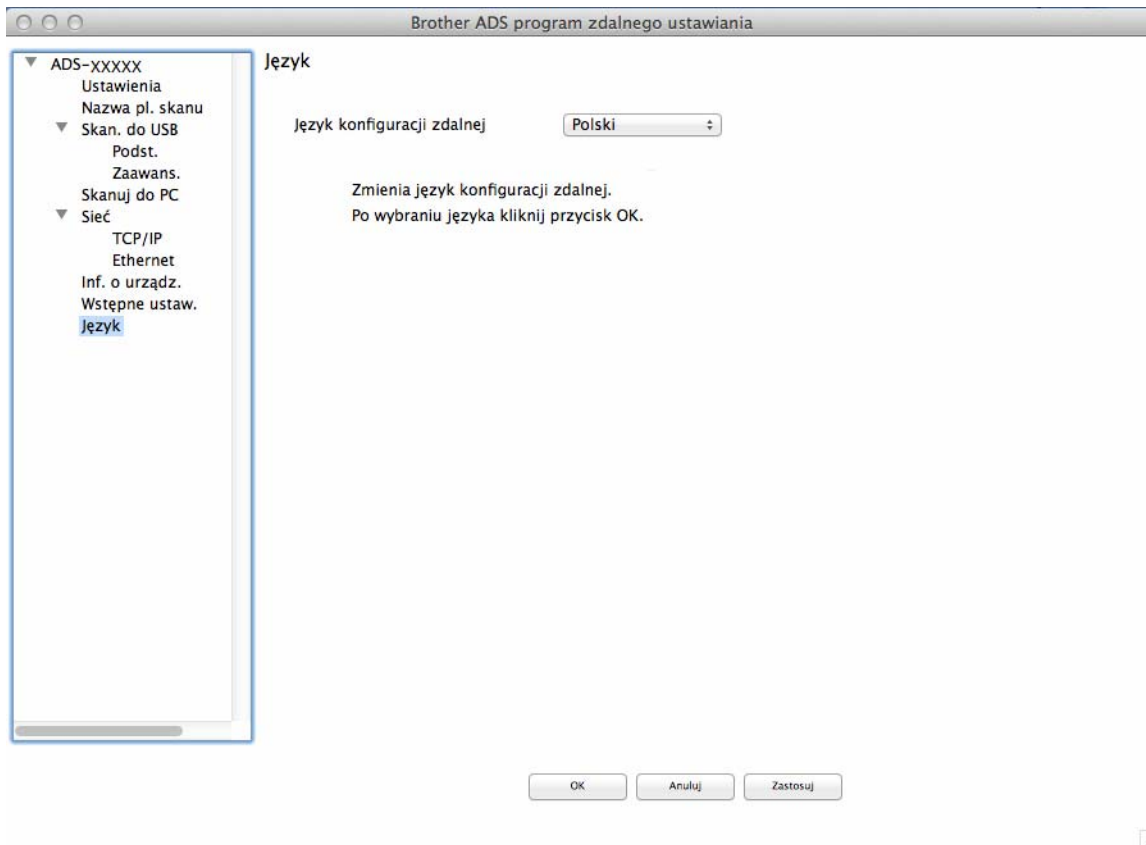 Brother ADS program zdalnego ustawiania
ADS-XXXXX
Ustawienia
Nazwa pl. skanu
Skan. do USB
Podst.
Zaawans.
Skanuj do PC
Sieć
TCP/IP
Ethernet
Inf. o urządz.
Wstępne ustaw.
Język
Język
Język konfiguracji zdalnej Polski
Zmienia język konfiguracji zdalnej.
Po wybraniu języka kliknij przycisk OK.
OK Anuluj Zastosuj